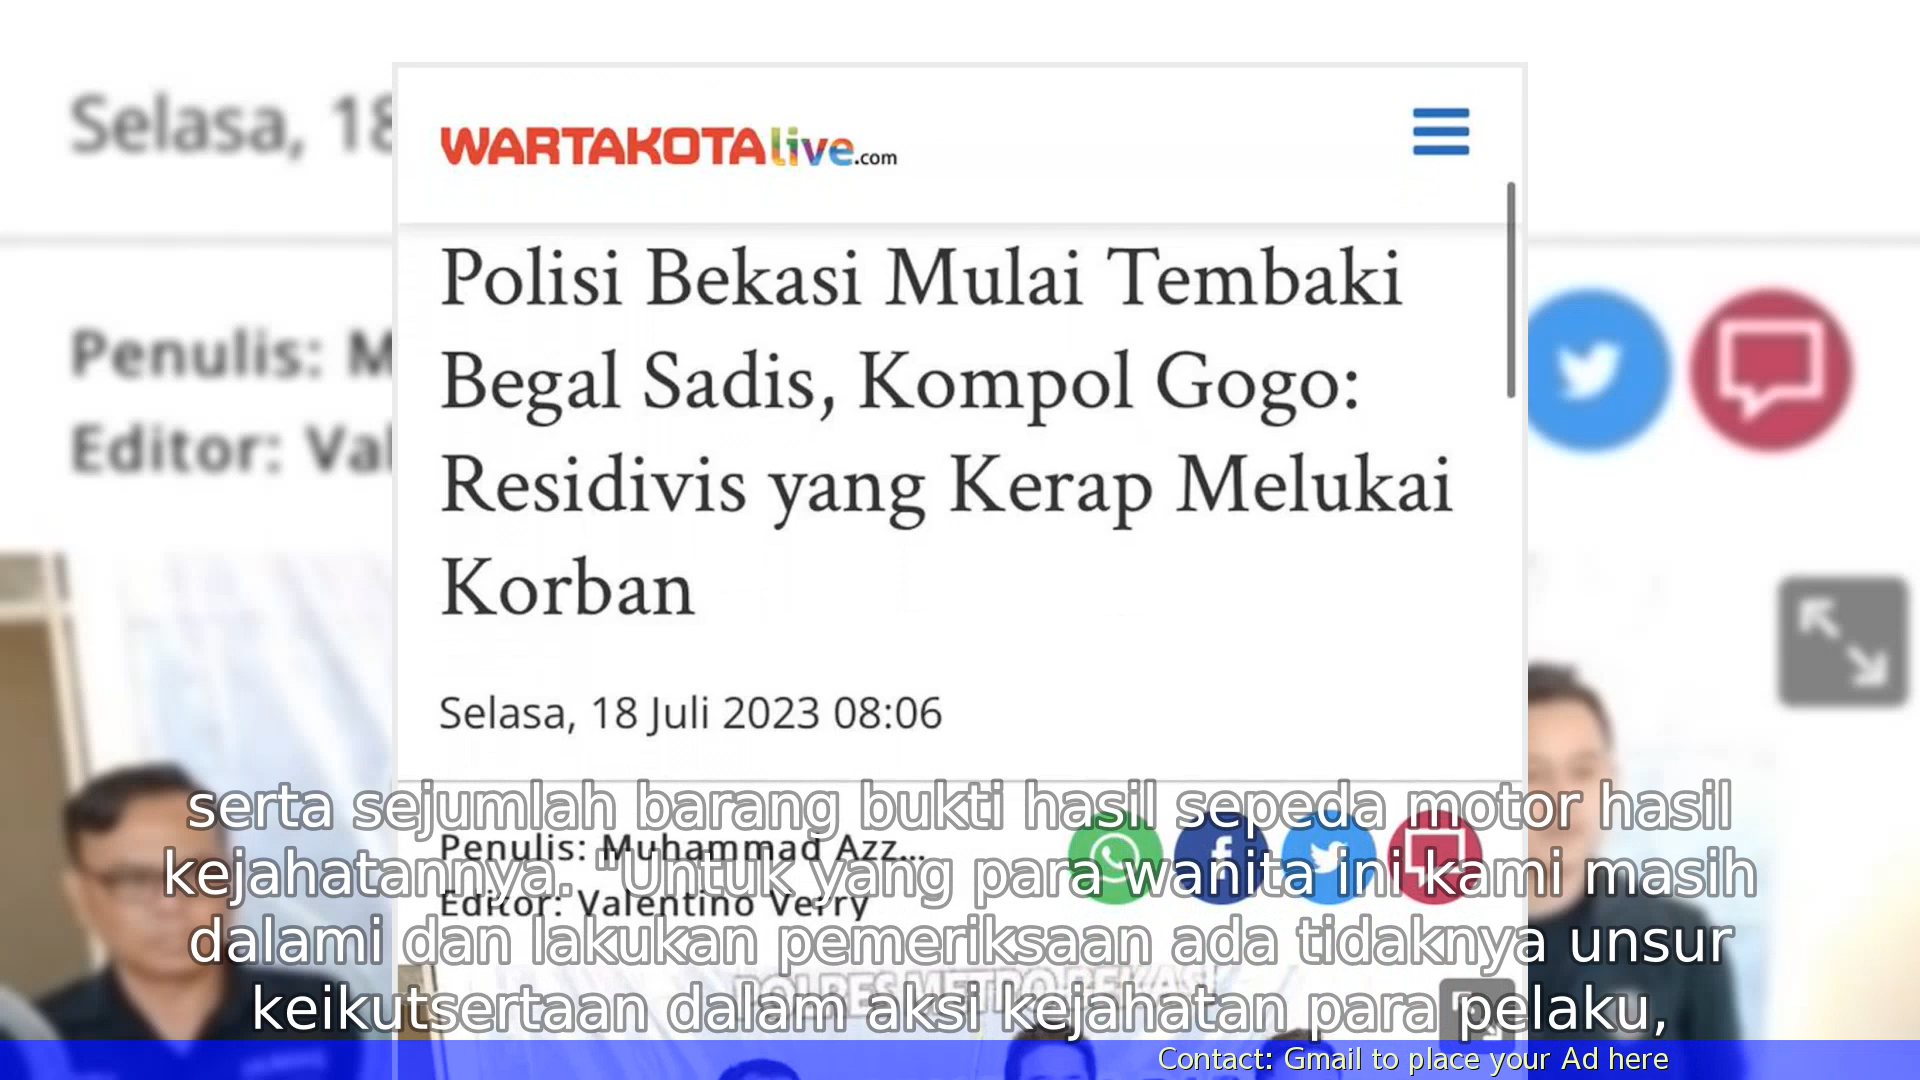 Selasa, 18
WARTAKOTAlive.com
Polisi Bekasi Mulai Tembaki
Begal Sadis, Kompol Gogo:
Residivis yang Kerap Melukai
Korban
Selasa, 18 Juli 2023 08:06
Penulis: M
Editor: Val
Penulis: Muhammad Azz...
Editor: Valentino Verry
POLRES METRO BEKASI
serta sejumlah barang bukti hasil sepeda motor hasil
kejahatannya. "Untuk yang para wanita ini kami masih
dalami dan lakukan pemeriksaan ada tidaknya unsur
keikutsertaan dalam aksi kejahatan para pelaku,
Contact: Gmail to place your Ad here